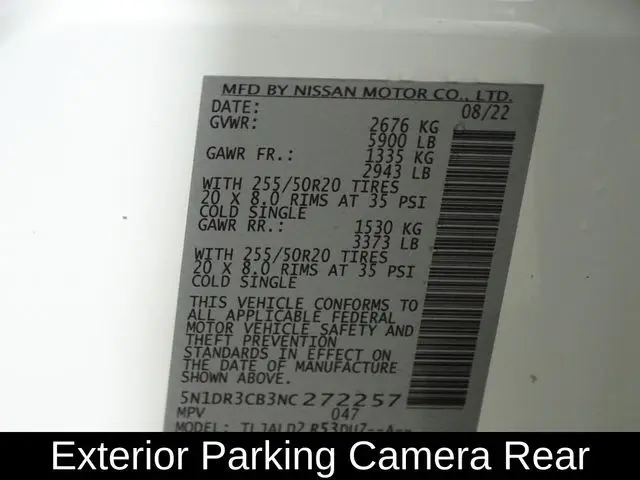 MFD BY NISSAN MOTOR CO., LTD.
DATE: 08/22
GVWR: 2676 KG
5900 LB
GAWR FR.: 1335 KG
2943 LB
WITH 255/50R20 TIRES
20 X 8.0 RIMS AT 35 PSI
COLD SINGLE
GAWR RR.: 1530 KG
3373 LB
WITH 255/50R20 TIRES
20 X 8.0 RIMS AT 35 PSI
COLD SINGLE
THIS VEHICLE CONFORMS TO
ALL APPLICABLE FEDERAL
MOTOR VEHICLE SAFETY AND
THEFT PREVENTION
STANDARDS IN EFFECT ON
THE DATE OF MANUFACTURE
SHOWN ABOVE.
5N1DR3CB3NC272257
MPV 047
MODEL:
Exterior Parking Camera Rear